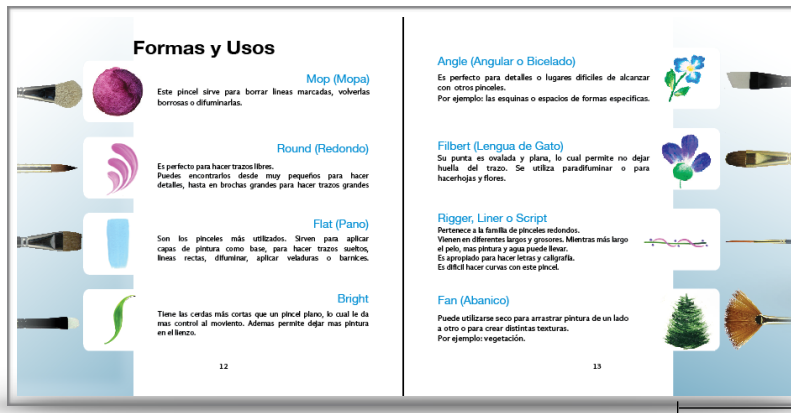 Formas y Usos
Mop (Mopa)
Este pincel sirve para borrar lineas marcadas, volverlas
borrosas o difuminarlas.
Round (Redondo)
Es perfecto para hacer trazos libres.
Puedes encontrarlos desde muy pequeños para hacer
detalles, hasta en brochas grandes para hacer trazos grandes
Flat (Pano)
Son los pinceles más utilizados. Sirven para aplicar
capas de pintura como base, para hacer trazos sueltos,
lineas rectas, difuminar, aplicar veladuras o barnices.
Bright
Tiene las cerdas más cortas que un pincel plano, lo cual le da
mas control al moviento. Ademas permite dejar mas pintura
en el lienzo.
12
Angle (Angular o Bicelado)
Es perfecto para detalles o lugares dificiles de alcanzar
con otros pinceles.
Por ejemplo: las esquinas o espacios de formas especificas.
Filbert (Lengua de Gato)
Su punta es ovalada y plana, lo cual permite no dejar
huella del trazo. Se utiliza paradifuminar o para
hacerhojas y flores.
Rigger, Liner o Script
Pertenece a la familia de pinceles redondos.
Vienen en diferentes largos y grosores. Mientras más largo
el pelo, mas pintura y agua puede llevar.
Es apropiado para hacer letras y caligrafía.
Es dificil hacer curvas con este pincel.
Fan (Abanico)
Puede utilizarse seco para arrastrar pintura de un lado
a otro o para crear distintas texturas.
Por ejemplo: vegetación.
13